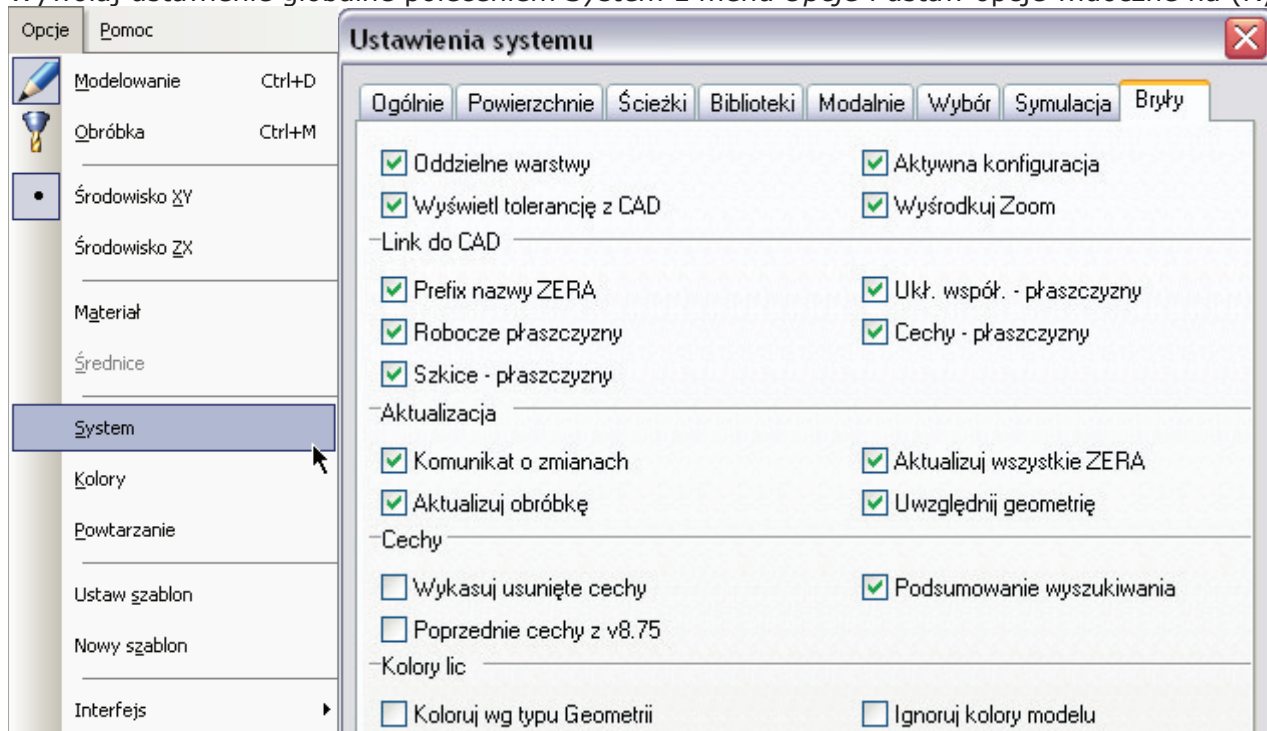 Opcje Pomoc
Modelowanie Ctrl+D
Obróbka Ctrl+M
Środowisko XY
Środowisko ZX
Materiał
Średnice
System
Kolory
Powtarzanie
Ustaw szablon
Nowy szablon
Interfejs
Ustawienia systemu
Ogólnie Powierzchnie Ścieżki Biblioteki Modalnie Wybór Symulacja Bryły
Oddzielne warstwy Aktywna konfiguracja
Wyświetl tolerancję z CAD Wyśrodkuj Zoom
Link do CAD
Prefix nazwy ZERA Ukł. współ. - płaszczyzny
Robocze płaszczyzny Cechy - płaszczyzny
Szkice - płaszczyzny
Aktualizacja
Komunikat o zmianach Aktualizuj wszystkie ZERA
Aktualizuj obróbkę Uwzględnij geometrię
Cechy
Wykasuj usunięte cechy Podsumowanie wyszukiwania
Poprzednie cechy z v8.75
Kolory lic
Koloruj wg typu Geometrii Ignoruj kolory modelu